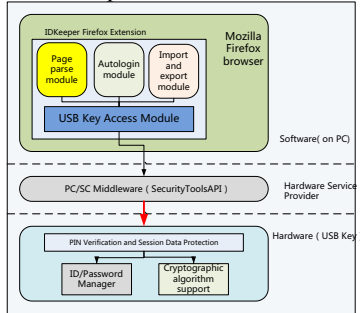 IDKeeper Firefox Extension
Mozilla
Firefox
browser
Page
parse
module
Autologin
module
Import
and
export
module
USB Key Access Module
Software( on PC)
PC/SC Middleware ( SecurityToolsAPI )
Hardware Service
Provider
Hardware ( USB Key
PIN Verification and Session Data Protection
ID/Password
Manager
Cryptographic
algorithm
support